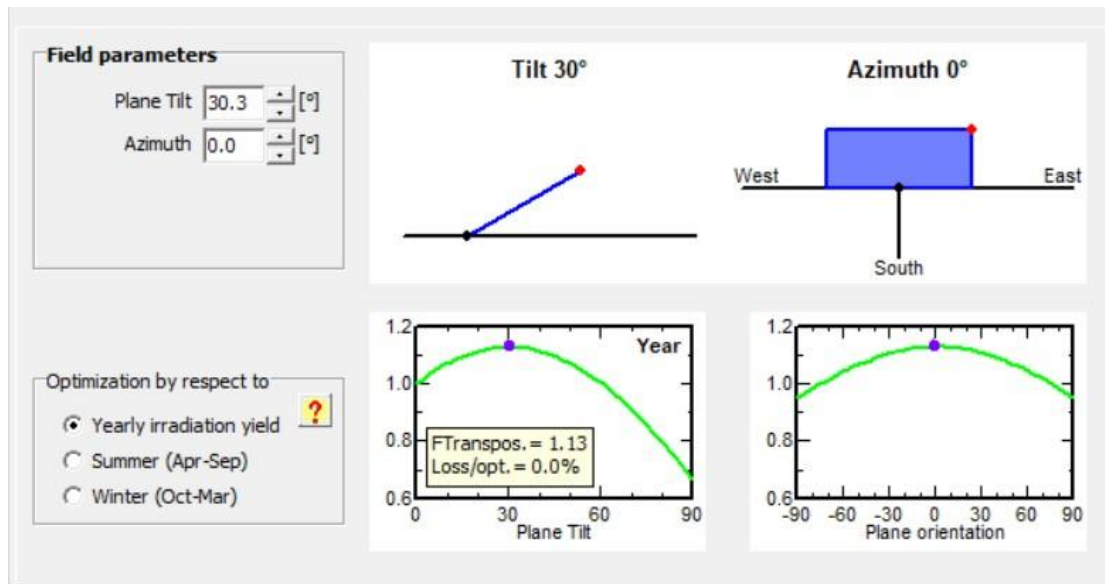 Field parameters
Plane Tilt 30.3 [°]
Azimuth 0.0 [°]
Tilt 30°
Azimuth 0°
West
East
South
Optimization by respect to
Yearly irradiation yield
?
Summer (Apr-Sep)
Winter (Oct-Mar)
1.2
1.0
0.8
0.6
Year
FTranspos. = 1.13
Loss/opt. = 0.0%
0 30 60 90
Plane Tilt
1.2
1.0
0.8
0.6
-90 -60 -30 0 30 60 90
Plane orientation